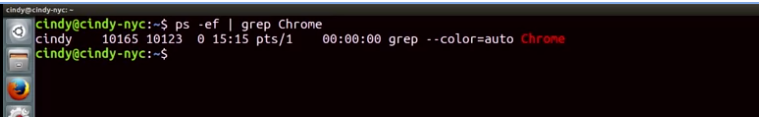 cindy@cindy-nyc: ~
cindy@cindy-nyc:~$ ps -ef | grep Chrome
cindy    10165 10123  0 15:15 pts/1    00:00:00 grep --color=auto Chrome
cindy@cindy-nyc:~$